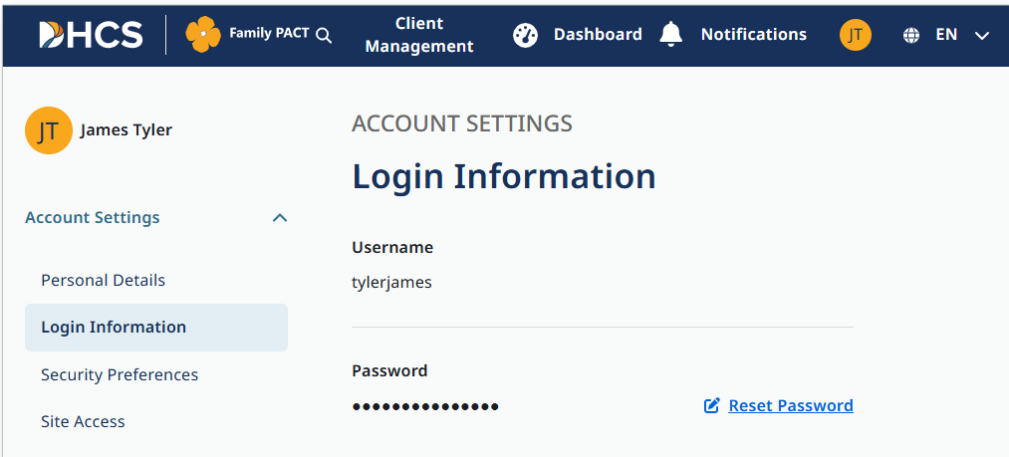 DHCS Family PACT Client Management Dashboard Notifications JT EN
JT James Tyler
Account Settings
Personal Details
Login Information
Security Preferences
Site Access
ACCOUNT SETTINGS
Login Information
Username
tylerjames
Password
•••••••••••••••
Reset Password